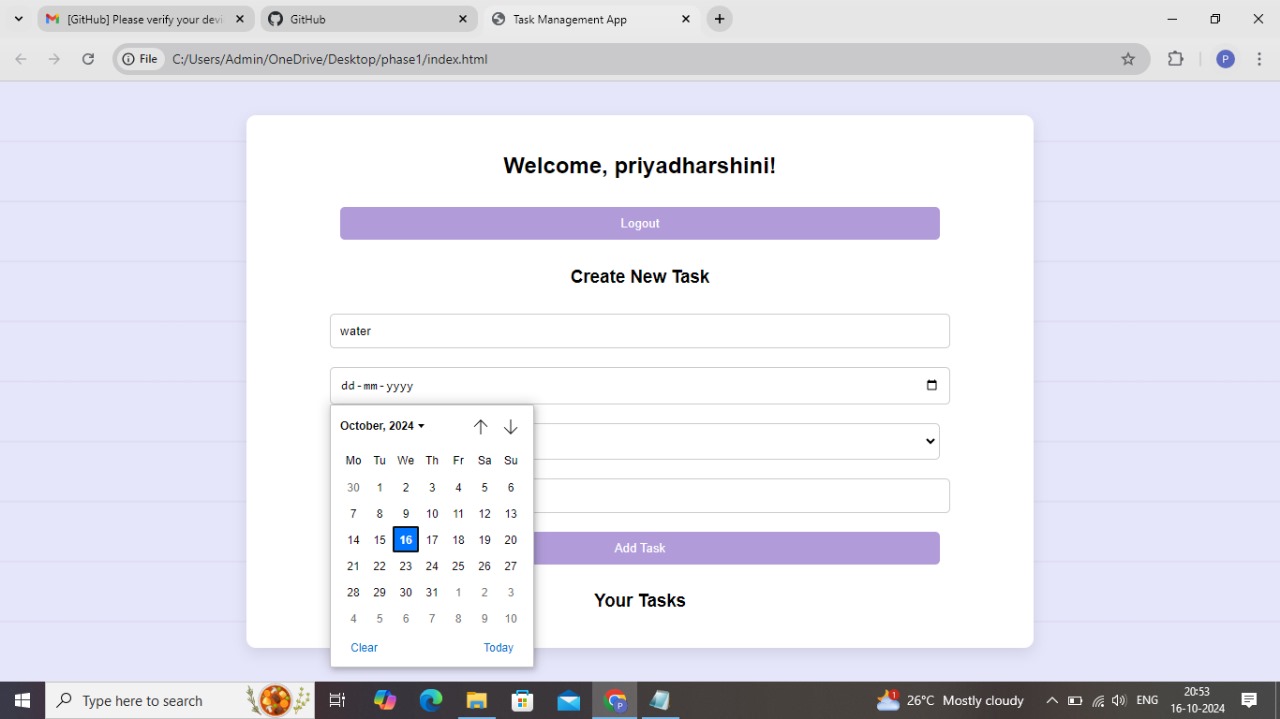 [GitHub] Please verify your devi
GitHub
Task Management App
File
C:/Users/Admin/OneDrive/Desktop/phase1/index.html
P
Welcome, priyadharshini!
Logout
Create New Task
water
dd-mm-yyyy
October, 2024
Mo Tu We Th Fr Sa Su
30 1 2 3 4 5 6
7 8 9 10 11 12 13
14 15 16 17 18 19 20
21 22 23 24 25 26 27
28 29 30 31 1 2 3
4 5 6 7 8 9 10
Clear Today
Add Task
Your Tasks
Type here to search
P
1
26°C Mostly cloudy
ENG
20:53
16-10-2024